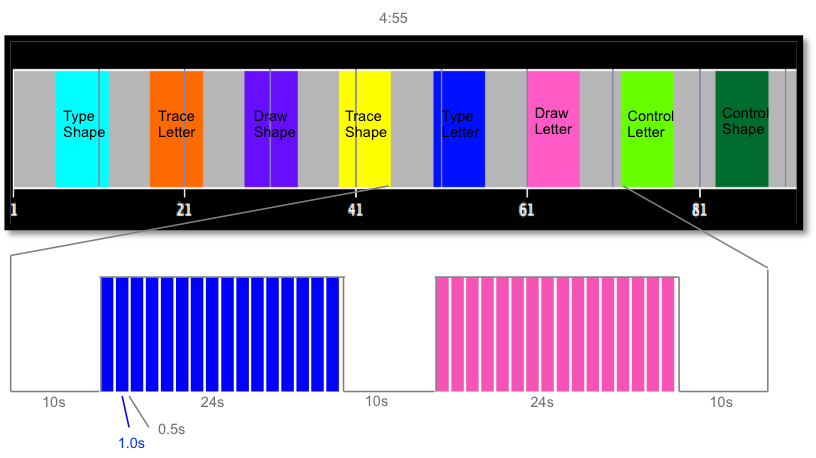 4:55
Type
Shape
Trace
Letter
Draw
Shape
Trace
Shape
Type
Letter
Draw
Letter
Control
Letter
Control
Shape
1 21 41 61 81
10s 24s 10s 24s 10s
0.5s
1.0s